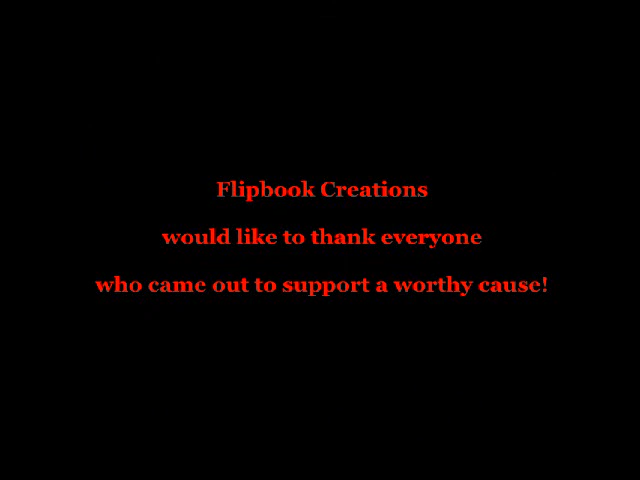 Flipbook Creations
would like to thank everyone
who came out to support a worthy cause!